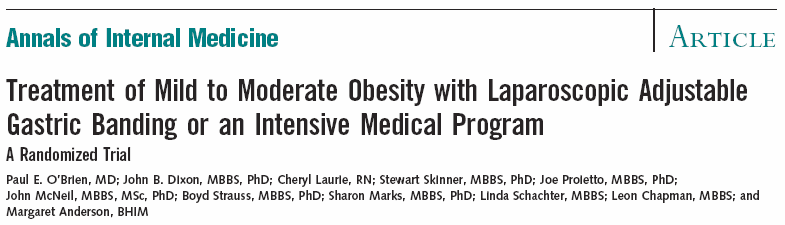 Annals of Internal Medicine
ARTICLE
Treatment of Mild to Moderate Obesity with Laparoscopic Adjustable
Gastric Banding or an Intensive Medical Program
A Randomized Trial
Paul E. O'Brien, MD; John B. Dixon, MBBS, PhD; Cheryl Laurie, RN; Stewart Skinner, MBBS, PhD; Joe Proietto, MBBS, PhD;
John McNeil, MBBS, MSc, PhD; Boyd Strauss, MBBS, PhD; Sharon Marks, MBBS, PhD; Linda Schachter, MBBS; Leon Chapman, MBBS; and
Margaret Anderson, BHIM